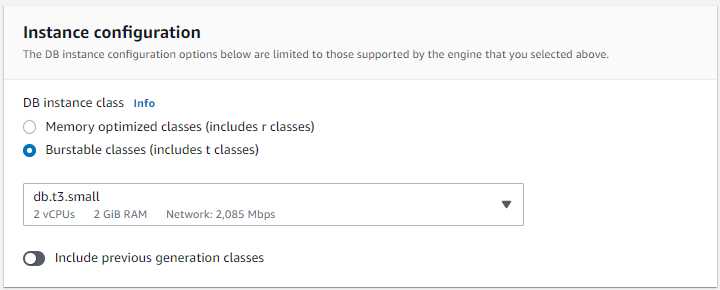 Instance configuration
The DB instance configuration options below are limited to those supported by the engine that you selected above.
DB instance class Info
Memory optimized classes (includes r classes)
Burstable classes (includes t classes)
db.t3.small
2 vCPUs 2 GiB RAM Network: 2,085 Mbps
Include previous generation classes